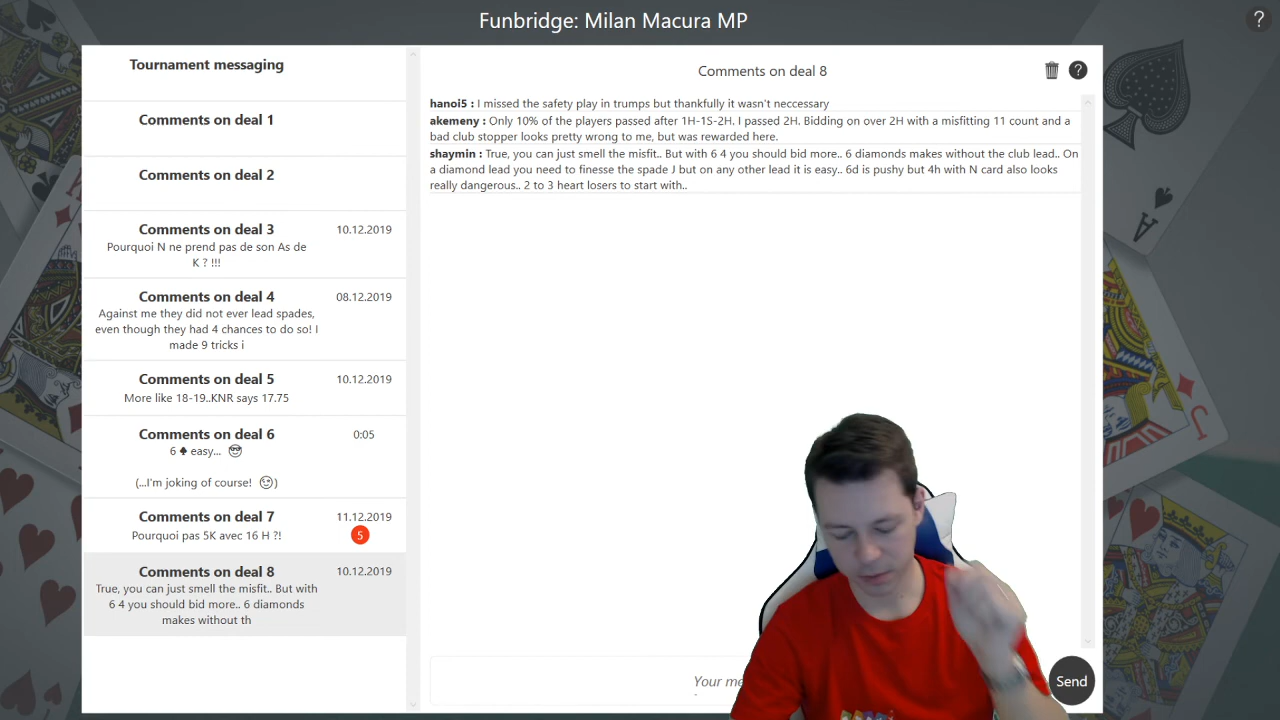 Funbridge: Milan Macura MP
?
Tournament messaging
Comments on deal 1
Comments on deal 2
Comments on deal 3
10.12.2019
Pourquoi N ne prend pas de son As de
K ? !!!
Comments on deal 4
08.12.2019
Against me they did not ever lead spades,
even though they had 4 chances to do so! I
made 9 tricks i
Comments on deal 5
10.12.2019
More like 18-19..KNR says 17.75
Comments on deal 6
0:05
6 ♠ easy... 😎
(...I'm joking of course! 😉)
Comments on deal 7
11.12.2019
Pourquoi pas 5K avec 16 H ?!
5
Comments on deal 8
10.12.2019
True, you can just smell the misfit.. But with
6 4 you should bid more.. 6 diamonds
makes without th
Comments on deal 8
?
hanoi5 : I missed the safety play in trumps but thankfully it wasn't neccessary
akemeny : Only 10% of the players passed after 1H-1S-2H. I passed 2H. Bidding on over 2H with a misfitting 11 count and a
bad club stopper looks pretty wrong to me, but was rewarded here.
shaymin : True, you can just smell the misfit.. But with 6 4 you should bid more.. 6 diamonds makes without the club lead.. On
a diamond lead you need to finesse the spade J but on any other lead it is easy.. 6d is pushy but 4h with N card also looks
really dangerous.. 2 to 3 heart losers to start with..
Your me
Send
A
A
J